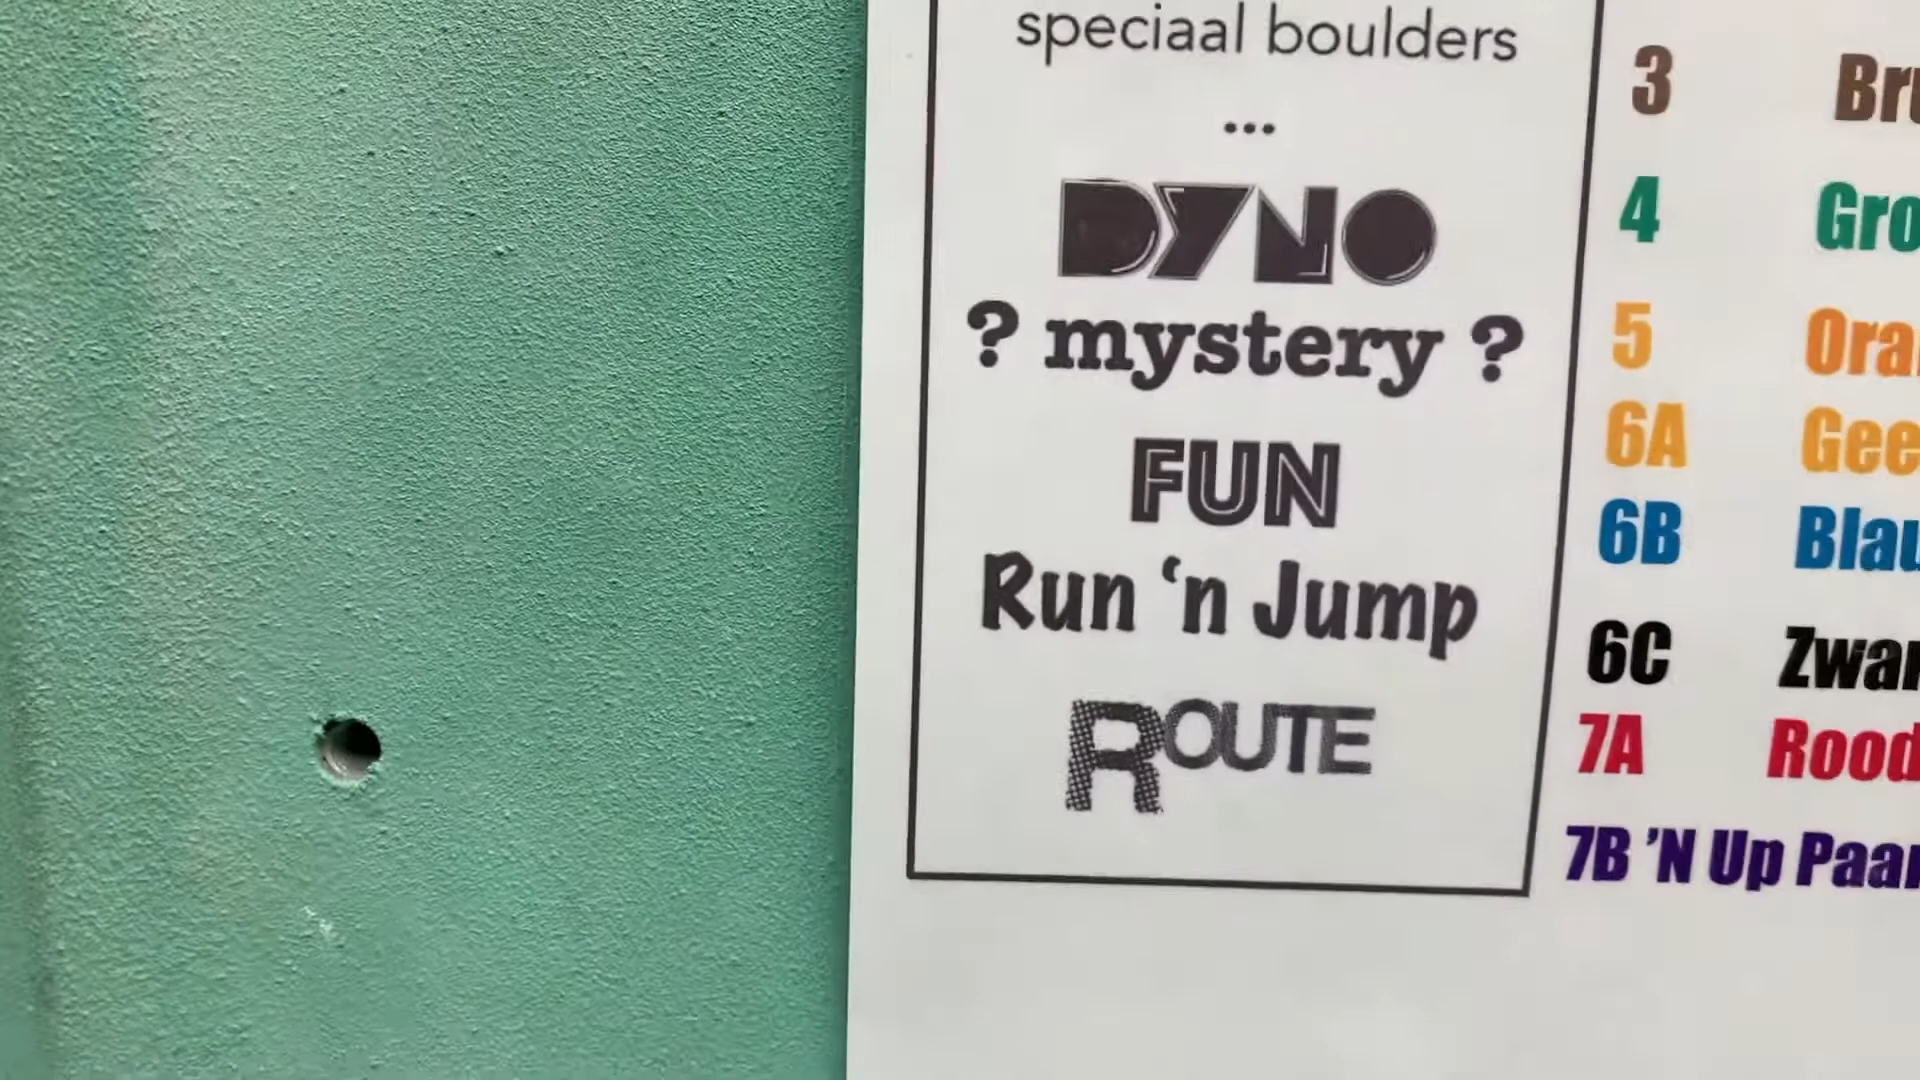 speciaal boulders
...
DYNO
? mystery ?
FUN
Run ‘n Jump
ROUTE
3 Bru
4 Gro
5 Ora
6A Gee
6B Blau
6C Zwar
7A Rood
7B ’N Up Paar